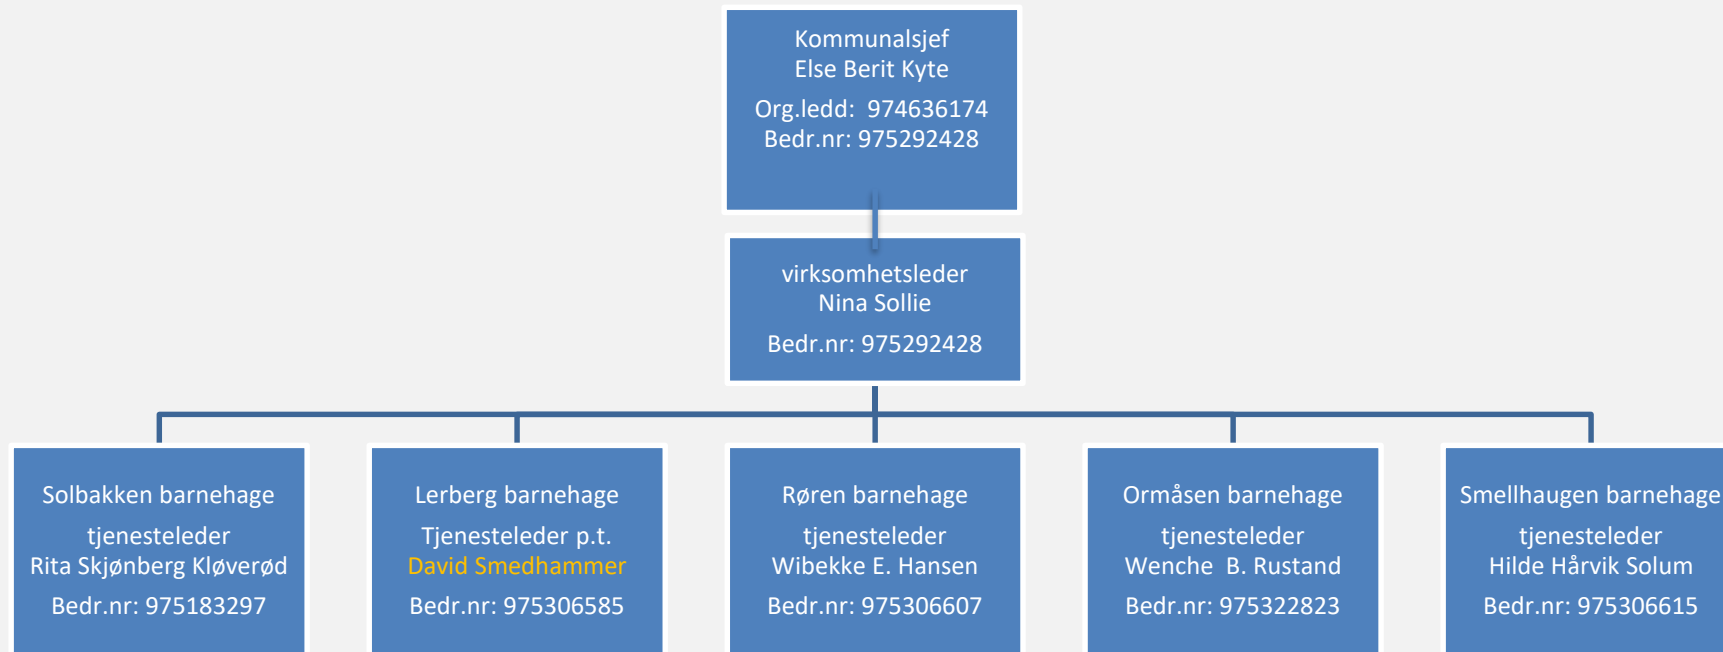 Kommunalsjef
Else Berit Kyte
Org.ledd: 974636174
Bedr.nr: 975292428
virksomhetsleder
Nina Sollie
Bedr.nr: 975292428
Solbakken barnehage
tjenesteleder
Rita Skjønberg Kløverød
Bedr.nr: 975183297
Lerberg barnehage
Tjenesteleder p.t.
David Smedhammer
Bedr.nr: 975306585
Røren barnehage
tjenesteleder
Wibekke E. Hansen
Bedr.nr: 975306607
Ormåsen barnehage
tjenesteleder
Wenche B. Rustand
Bedr.nr: 975322823
Smellhaugen barnehage
tjenesteleder
Hilde Hårvik Solum
Bedr.nr: 975306615